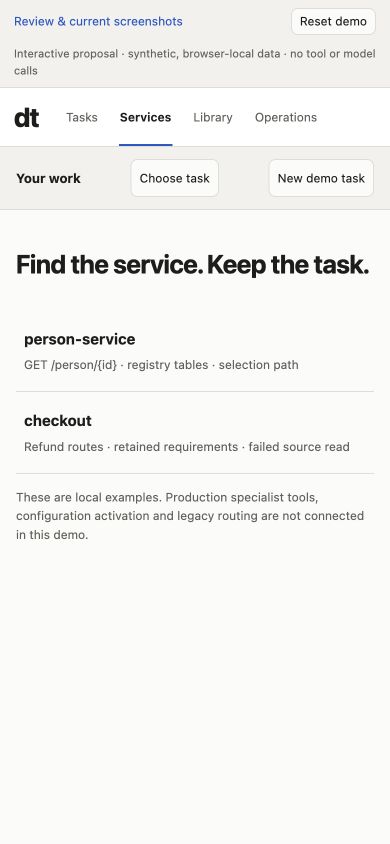 Review & current screenshots
Reset demo
Interactive proposal · synthetic, browser-local data · no tool or model
calls
dt
Tasks
Services
Library
Operations
Your work
Choose task
New demo task
Find the service. Keep the task.
person-service
GET /person/{id} · registry tables · selection path
checkout
Refund routes · retained requirements · failed source read
These are local examples. Production specialist tools,
configuration activation and legacy routing are not connected
in this demo.